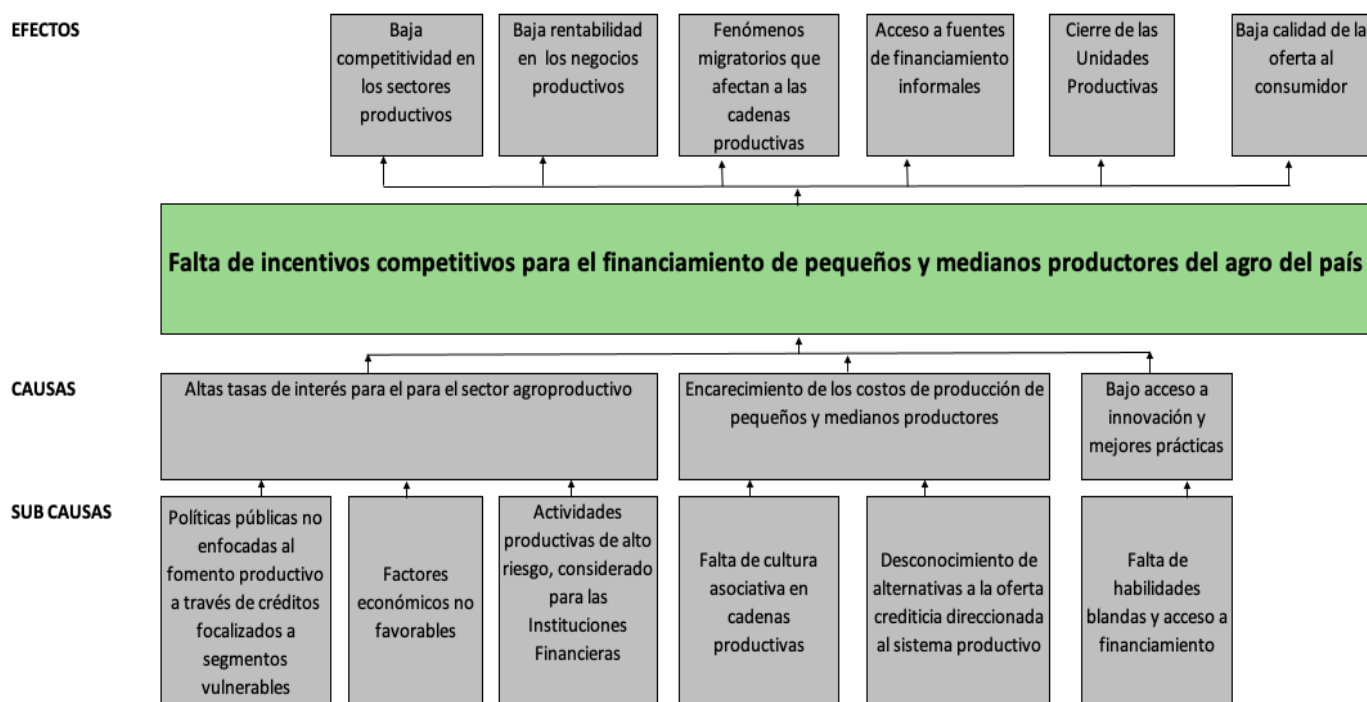 EFECTOS
Baja
competitividad en
los sectores
productivos
Baja rentabilidad
en los negocios
productivos
Fenómenos
migratorios que
afectan a las
cadenas
productivas
Acceso a fuentes
de financiamiento
informales
Cierre de las
Unidades
Productivas
Baja calidad de la
oferta al
consumidor
Falta de incentivos competitivos para el financiamiento de pequeños y medianos productores del agro del país
CAUSAS
Altas tasas de interés para el para el sector agroproductivo
Encarecimiento de los costos de producción de
pequeños y medianos productores
Bajo acceso a
innovación y
mejores prácticas
SUB CAUSAS
Políticas públicas no
enfocadas al
fomento productivo
a través de créditos
focalizados a
segmentos
vulnerables
Factores
económicos no
favorables
Actividades
productivas de alto
riesgo, considerado
para las
Instituciones
Financieras
Falta de cultura
asociativa en
cadenas
productivas
Desconocimiento de
alternativas a la oferta
crediticia direccionada
al sistema productivo
Falta de
habilidades
blandas y acceso a
financiamiento